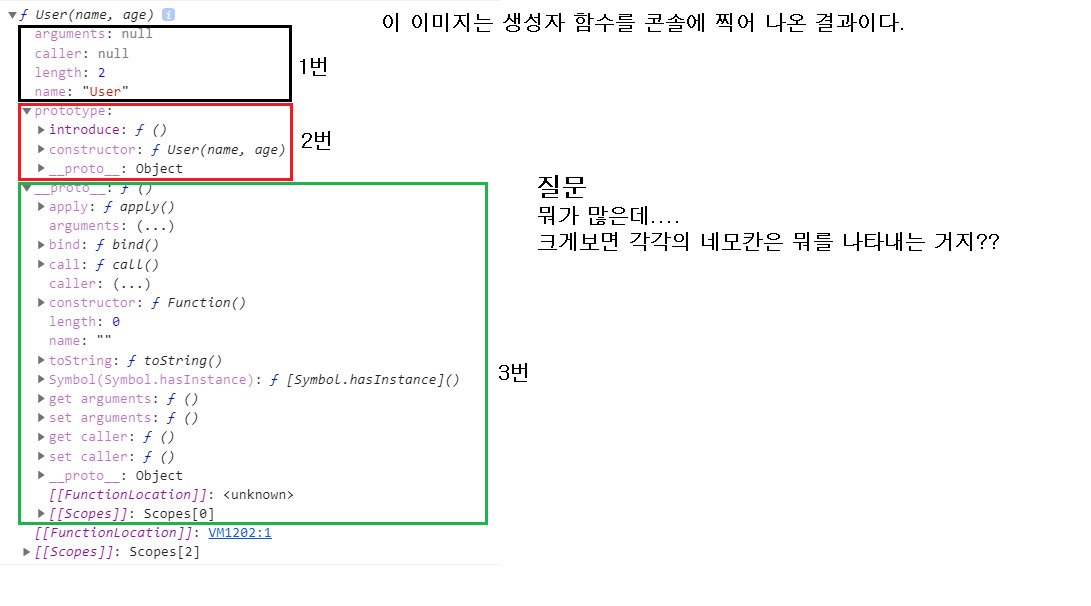 ▼ƒ User(name, age) i
이 이미지는 생성자 함수를 콘솔에 찍어 나온 결과이다.
arguments: null
caller: null
length: 2
name: "User"
1번
▼prototype:
▶introduce: ƒ ()
▶constructor: ƒ User(name, age)
▶__proto__: Object
2번
▼__proto__: ƒ ()
▶apply: ƒ apply()
arguments: (...)
▶bind: ƒ bind()
▶call: ƒ call()
caller: (...)
▶constructor: ƒ Function()
length: 0
name: ""
▶toString: ƒ toString()
▶Symbol(Symbol.hasInstance): ƒ [Symbol.hasInstance]()
▶get arguments: ƒ ()
▶set arguments: ƒ ()
▶get caller: ƒ ()
▶set caller: ƒ ()
▶__proto__: Object
[[FunctionLocation]]: <unknown>
▶[[Scopes]]: Scopes[0]
3번
[[FunctionLocation]]: VM1202:1
▶[[Scopes]]: Scopes[2]
질문
뭐가 많은데....
크게보면 각각의 네모칸은 뭐를 나타내는 거지??